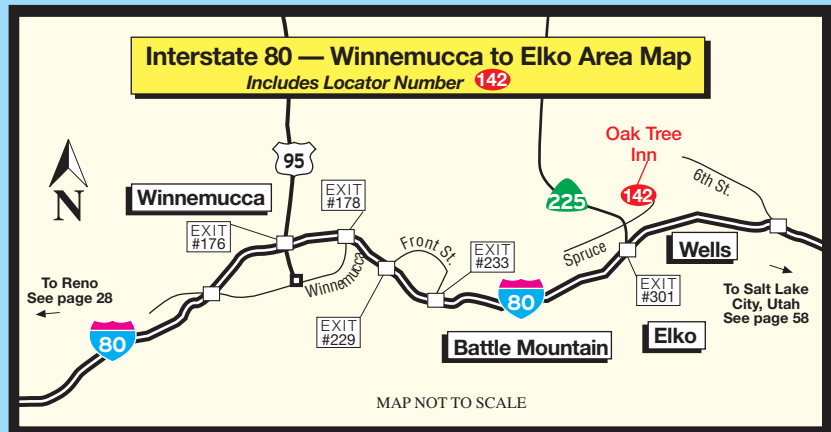 Interstate 80 — Winnemucca to Elko Area Map
Includes Locator Number 142
Oak Tree
Inn
95
N
Winnemucca
EXIT
#178
225
142
6th St.
EXIT
#176
Front St.
EXIT
#233
Spruce
Wells
To Reno
See page 28
Winnemucca
EXIT
#301
To Salt Lake
City, Utah
See page 58
80
EXIT
#229
80
Battle Mountain
Elko
MAP NOT TO SCALE